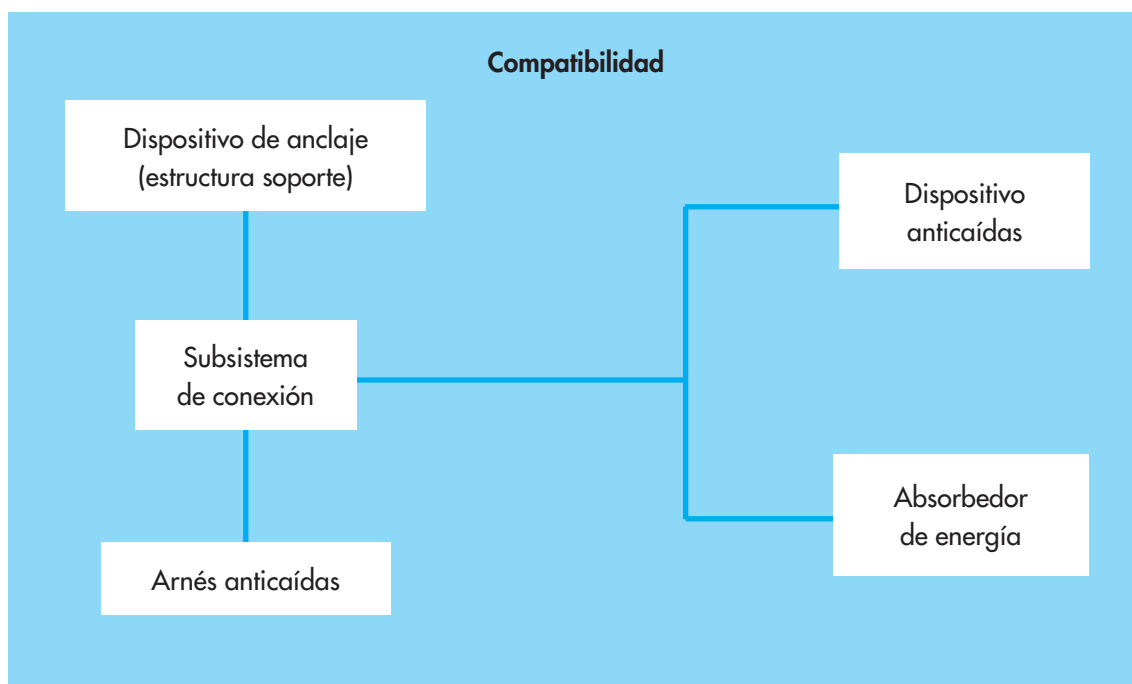 Compatibilidad
Dispositivo de anclaje
(estructura soporte)
Dispositivo
anticaídas
Subsistema
de conexión
Absorbedor
de energía
Arnés anticaídas